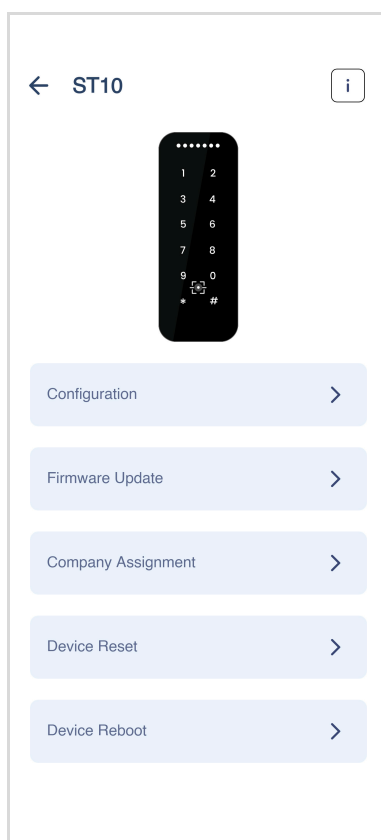 ST10
i
1 2
3 4
5 6
7 8
9 0
* #
Configuration
Firmware Update
Company Assignment
Device Reset
Device Reboot